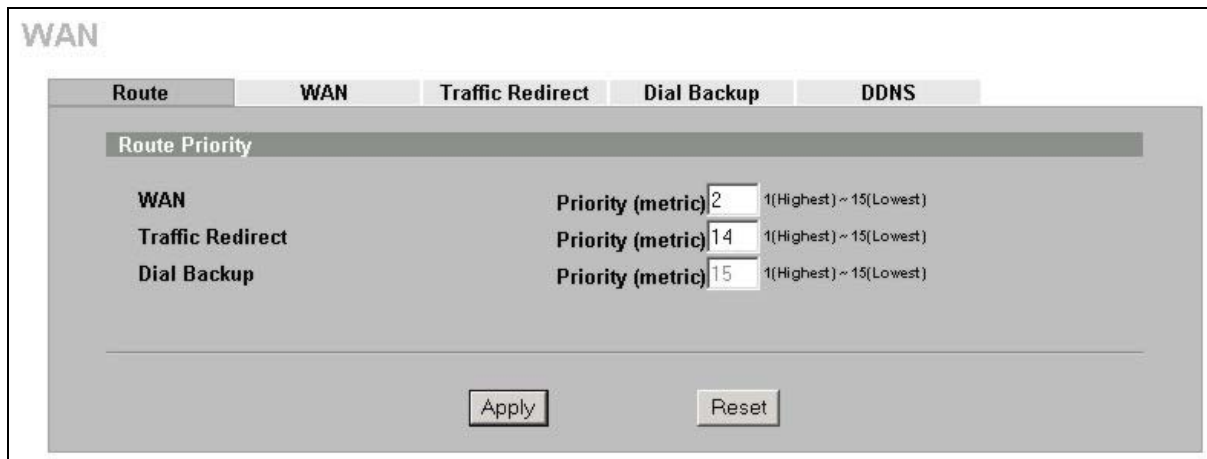 WAN
Route WAN Traffic Redirect Dial Backup DDNS
Route Priority
WAN Priority (metric) 2 1(Highest) ~ 15(Lowest)
Traffic Redirect Priority (metric) 14 1(Highest) ~ 15(Lowest)
Dial Backup Priority (metric) 15 1(Highest) ~ 15(Lowest)
Apply Reset